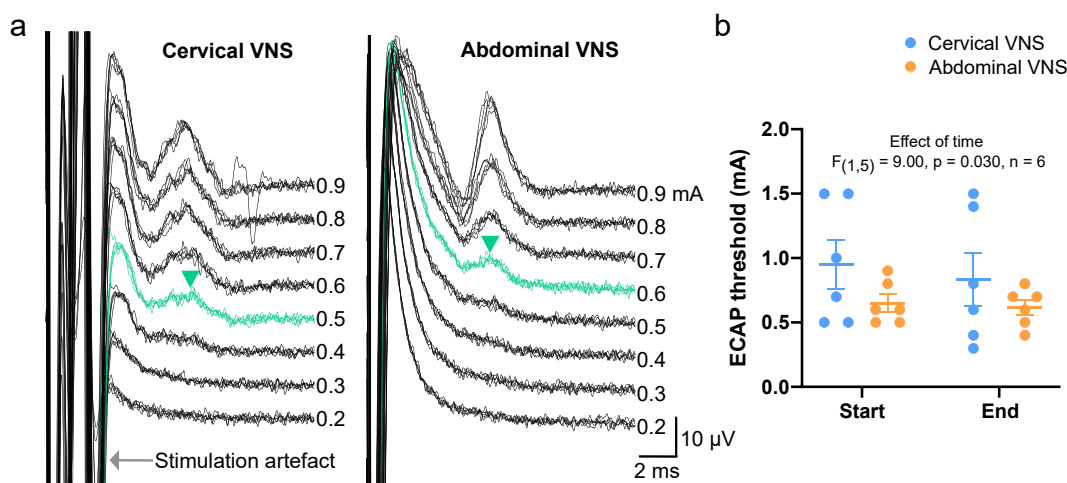 a
Cervical VNS
0.9
0.8
0.7
0.6
0.5
0.4
0.3
0.2
Stimulation artefact
Abdominal VNS
0.9 mA
0.8
0.7
0.6
0.5
0.4
0.3
0.2
10 µV
2 ms
b
Cervical VNS
Abdominal VNS
Effect of time
F(1,5) = 9.00, p = 0.030, n = 6
ECAP threshold (mA)
2.0
1.5
1.0
0.5
0.0
Start
End